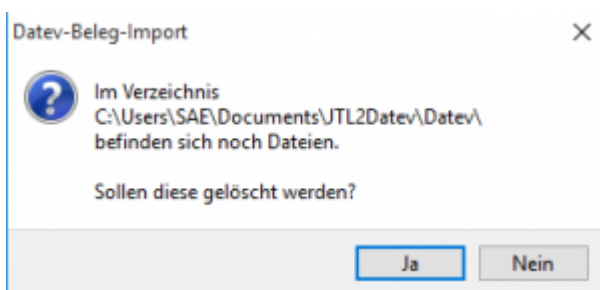 Datev-Beleg-Import
Im Verzeichnis
C:\Users\SAE\Documents\JTL2Datev\Datev\
befinden sich noch Dateien.
Sollen diese gelöscht werden?
Ja
Nein